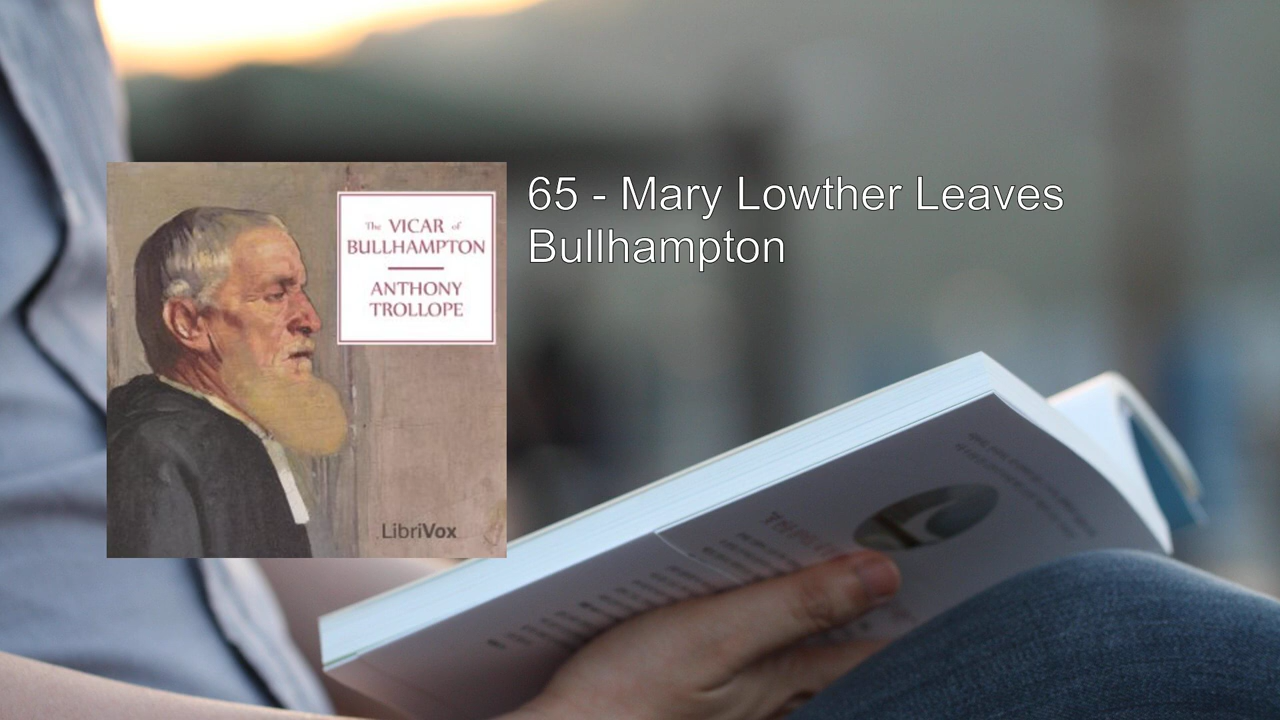 65 - Mary Lowther Leaves
Bullhampton
The VICAR of
BULLHAMPTON
ANTHONY
TROLLOPE
LibriVox